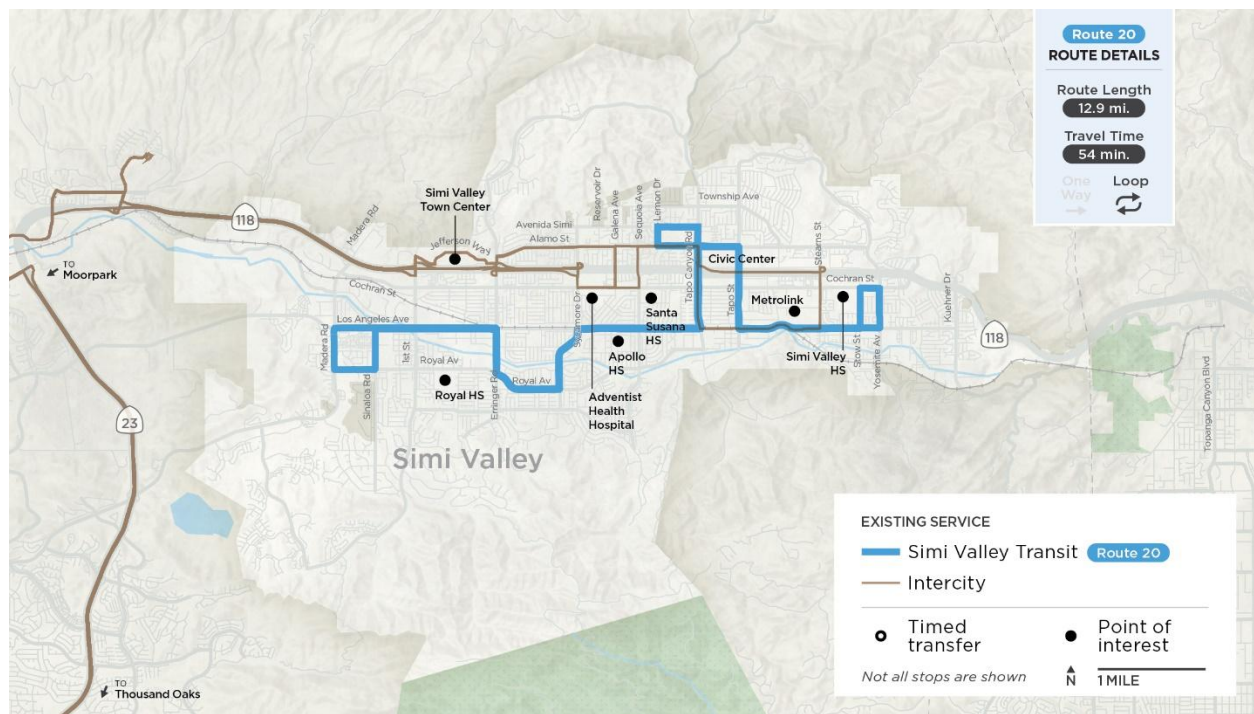 Route 20
ROUTE DETAILS
Route Length
12.9 mi.
Travel Time
54 min.
One
Way
Loop
118
Madera Rd
Simi Valley
Town Center
Jefferson Way
Avenida Simi
Alamo St
Reservoir Dr
Galena Ave
Sequoia Ave
Lemon Dr
Township Ave
Tapo Canyon Rd
Civic Center
Stearns St
TO
Moorpark
Cochran St
Los Angeles Ave
Madera Rd
Sinaloa Rd
1st St
Royal Av
Royal HS
Erringer Rd
Royal Av
Sycamore Dr
Adventist
Health
Hospital
Apollo
HS
Santa
Susana
HS
Tapo St
Metrolink
Cochran St
Simi Valley
HS
Stow St
Yosemite Av
Kuehner Dr
118
Topanga Canyon Blvd
23
Simi Valley
TO
Thousand Oaks
EXISTING SERVICE
Simi Valley Transit Route 20
Intercity
Timed
transfer
Point of
interest
Not all stops are shown
N
1 MILE